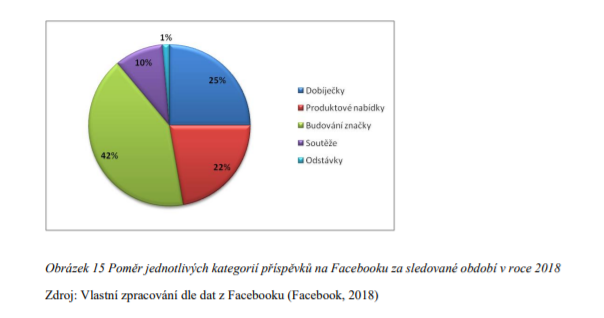 1%
10%
25%
42%
22%
Dobíječky
Produktové nabídky
Budování značky
Soutěže
Odstávky
Obrázek 15 Poměr jednotlivých kategorií příspěvků na Facebooku za sledované období v roce 2018
Zdroj: Vlastní zpracování dle dat z Facebooku (Facebook, 2018)